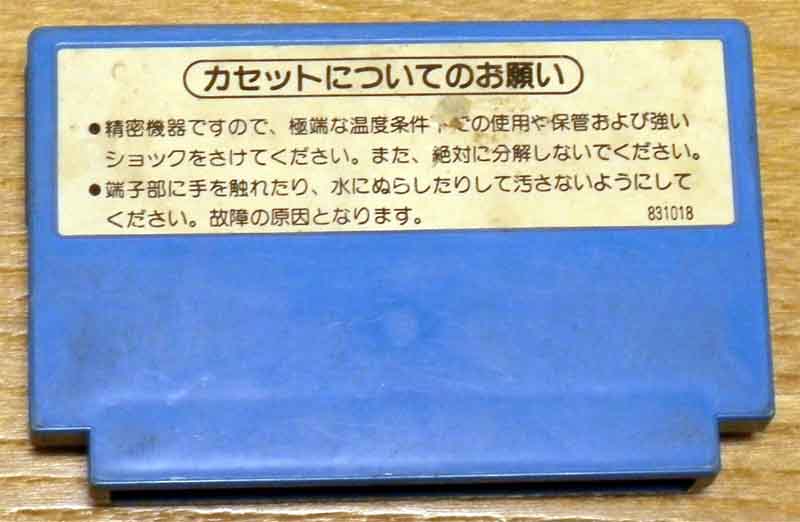 カセットについてのお願い
●精密機器ですので、極端な温度条件下での使用や保管および強い
ショックをさけてください。また、絶対に分解しないでください。
●端子部に手を触れたり、水にぬらしたりして汚さないようにして
ください。故障の原因となります。
831018